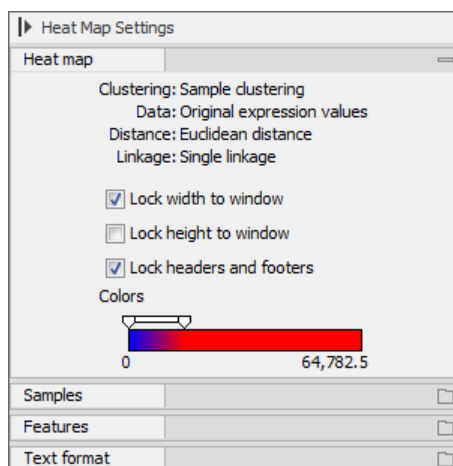 Heat Map Settings
Heat map
Clustering: Sample clustering
Data: Original expression values
Distance: Euclidean distance
Linkage: Single linkage
Lock width to window
Lock height to window
Lock headers and footers
Colors
0 64,782.5
Samples
Features
Text format